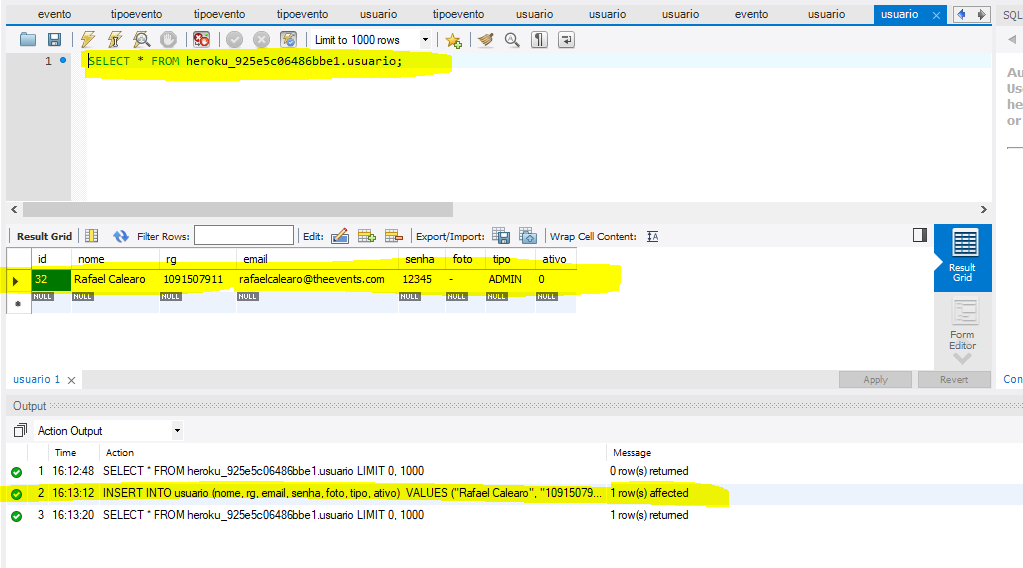 evento tipoevento tipoevento tipoevento usuario tipoevento usuario usuario usuario evento usuario usuario SQL
Limit to 1000 rows
1 SELECT * FROM heroku_925e5c06486bbe1.usuario;
Au
Use
he
or
Result Grid Filter Rows: Edit: Export/Import: Wrap Cell Content:
id nome rg email senha foto tipo ativo
32 Rafael Calearo 1091507911 rafaelcalearo@theevents.com 12345 - ADMIN 0
NULL NULL NULL NULL NULL NULL NULL NULL
Result
Grid
Form
Editor
usuario 1 Apply Revert Con
Output
Action Output
Time Action Message
1 16:12:48 SELECT * FROM heroku_925e5c06486bbe1.usuario LIMIT 0, 1000 0 row(s) returned
2 16:13:12 INSERT INTO usuario (nome, rg, email, senha, foto, tipo, ativo) VALUES ("Rafael Calearo", "10915079... 1 row(s) affected
3 16:13:20 SELECT * FROM heroku_925e5c06486bbe1.usuario LIMIT 0, 1000 1 row(s) returned